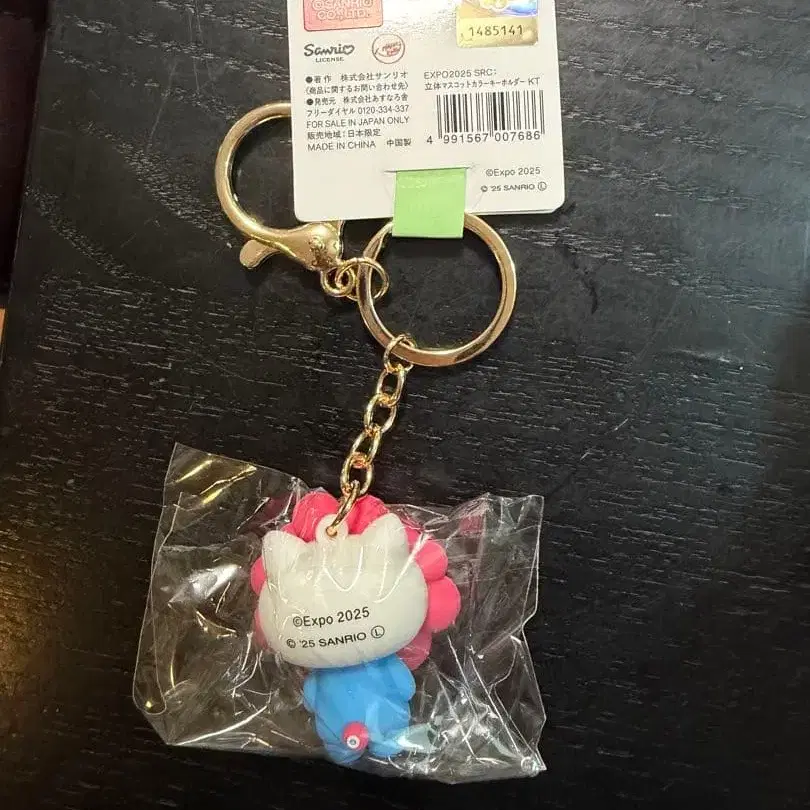 ©SANRIO
CO., LTD.
1485141
Sanrio
LICENSE
●著作 株式会社サンリオ
(商品に関するお問い合わせ先)
●発売元 株式会社あすなろ舎
フリーダイヤル 0120-334-337
FOR SALE IN JAPAN ONLY
販売地域:日本限定
MADE IN CHINA 中国製
EXPO2025 SRC:
立体マスコットカラーキーホルダー KT
4 991567 007686
©Expo 2025
© '25 SANRIO Ⓛ
©Expo 2025
© '25 SANRIO Ⓛ